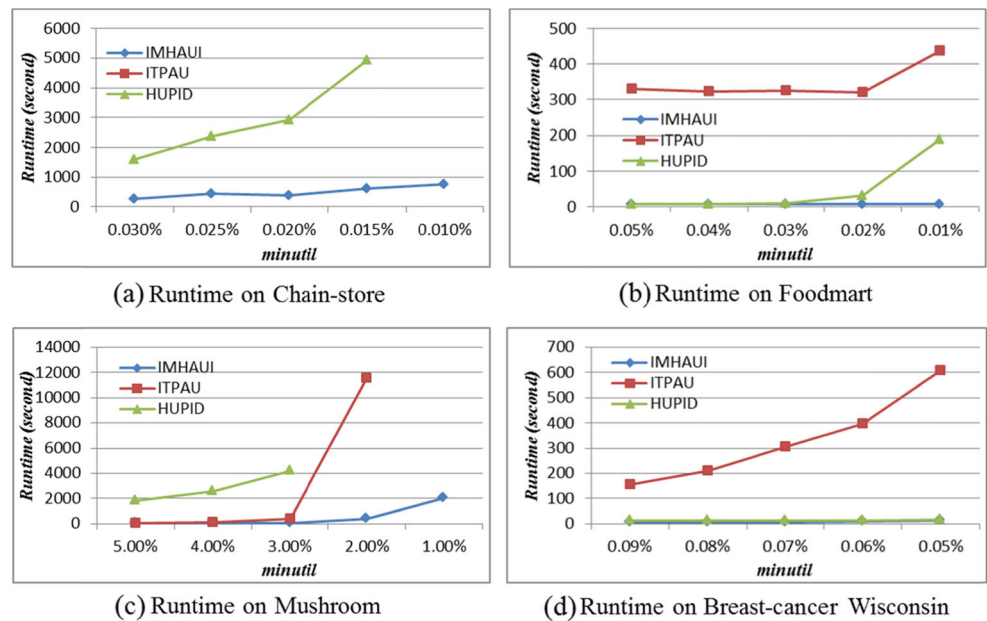 6000
5000
4000
3000
2000
1000
0
Runtime (second)
IMHAUI
ITPAU
HUPID
0.030% 0.025% 0.020% 0.015% 0.010%
minutil
(a) Runtime on Chain-store
500
400
300
200
100
0
Runtime (second)
IMHAUI
ITPAU
HUPID
0.05% 0.04% 0.03% 0.02% 0.01%
minutil
(b) Runtime on Foodmart
14000
12000
10000
8000
6000
4000
2000
0
Runtime (second)
IMHAUI
ITPAU
HUPID
5.00% 4.00% 3.00% 2.00% 1.00%
minutil
(c) Runtime on Mushroom
700
600
500
400
300
200
100
0
Runtime (second)
IMHAUI
ITPAU
HUPID
0.09% 0.08% 0.07% 0.06% 0.05%
minutil
(d) Runtime on Breast-cancer Wisconsin